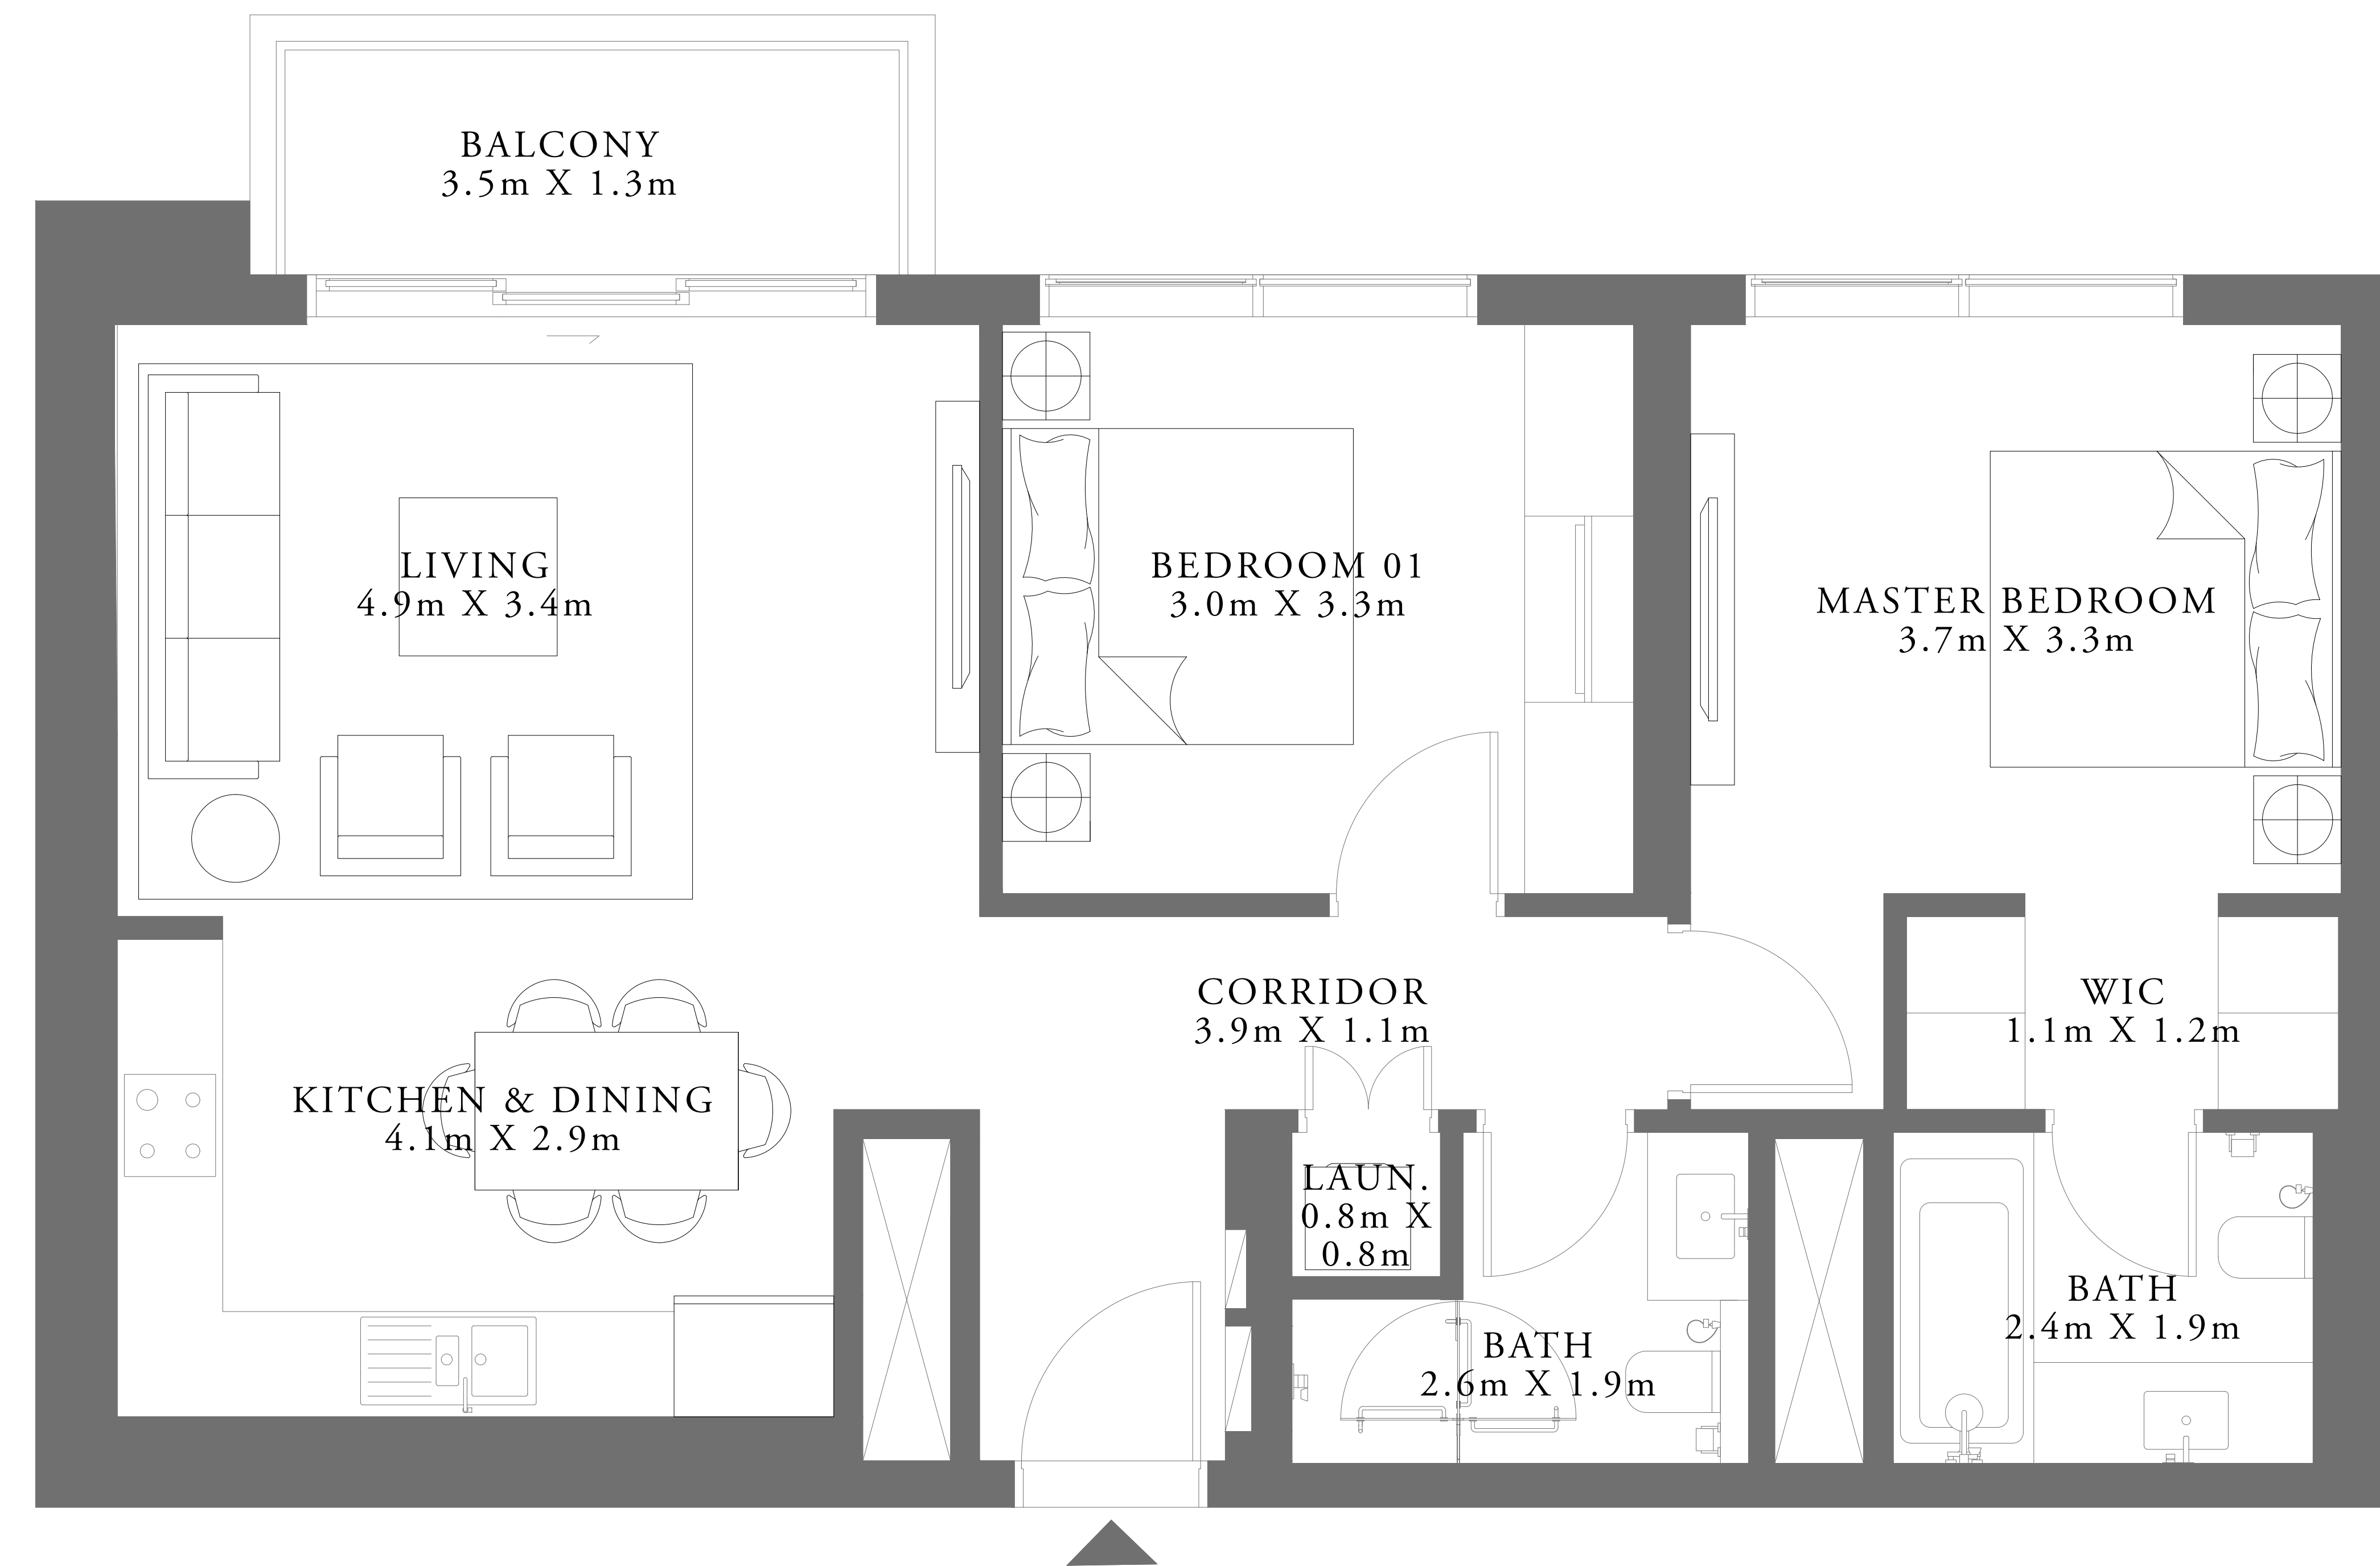 BALCONY
3.5m X 1.3m
LIVING
4.9m X 3.4m
BEDROOM 01
3.0m X 3.3m
MASTER BEDROOM
3.7m X 3.3m
CORRIDOR
3.9m X 1.1m
WIC
1.1m X 1.2m
KITCHEN & DINING
4.1m X 2.9m
LAUN.
0.8m X
0.8m
BATH
2.6m X 1.9m
BATH
2.4m X 1.9m